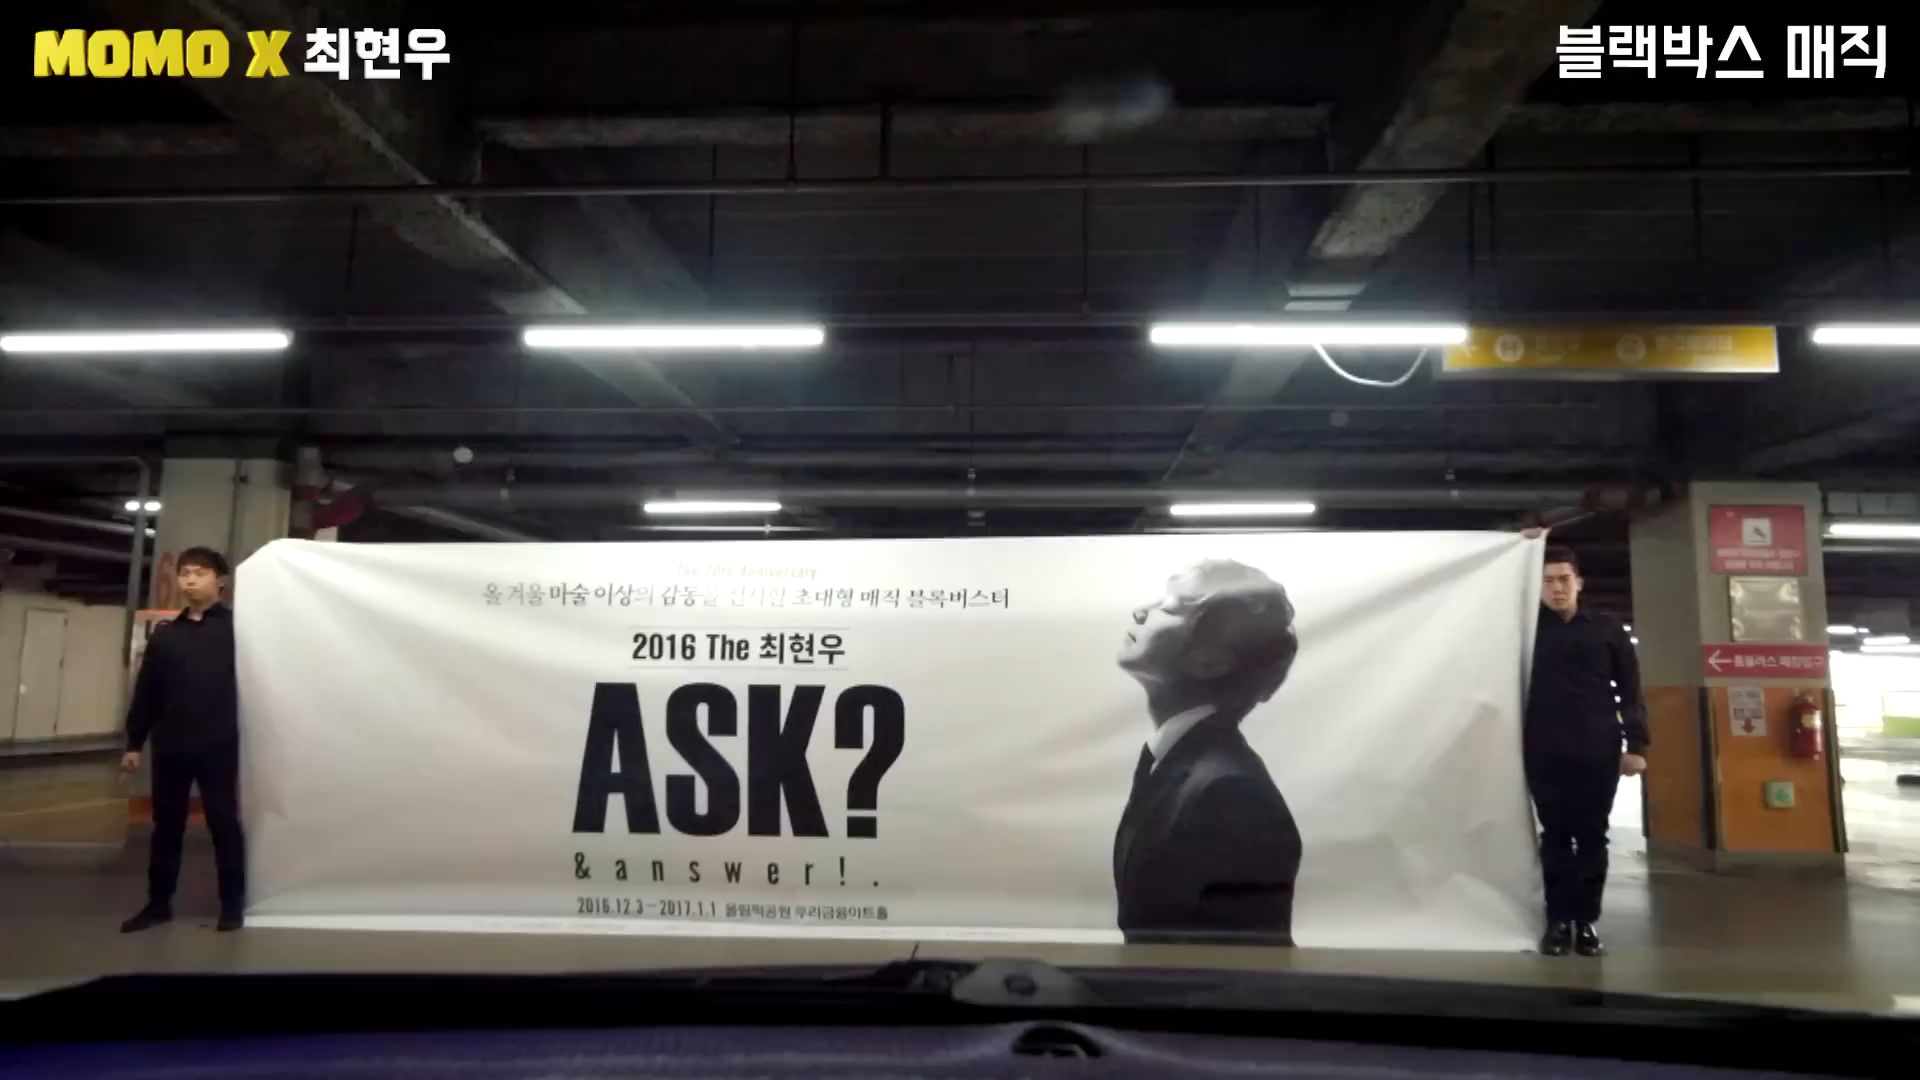 MOMO X 최현우
블랙박스 매직
The 20th Anniversary
올 겨울 마술 이상의 감동을 선사할 초대형 매직 블록버스터
2016 The 최현우
ASK?
& answer!.
2016.12.3-2017.1.1 올림픽공원 우리금융아트홀